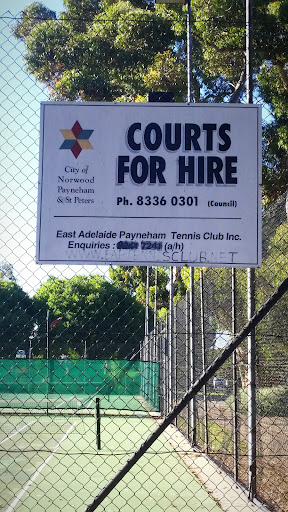 City of
Norwood
Payneham
& St Peters
COURTS
FOR HIRE
Ph. 8336 0301 (Council)
East Adelaide Payneham Tennis Club Inc.
Enquiries : (a/h)